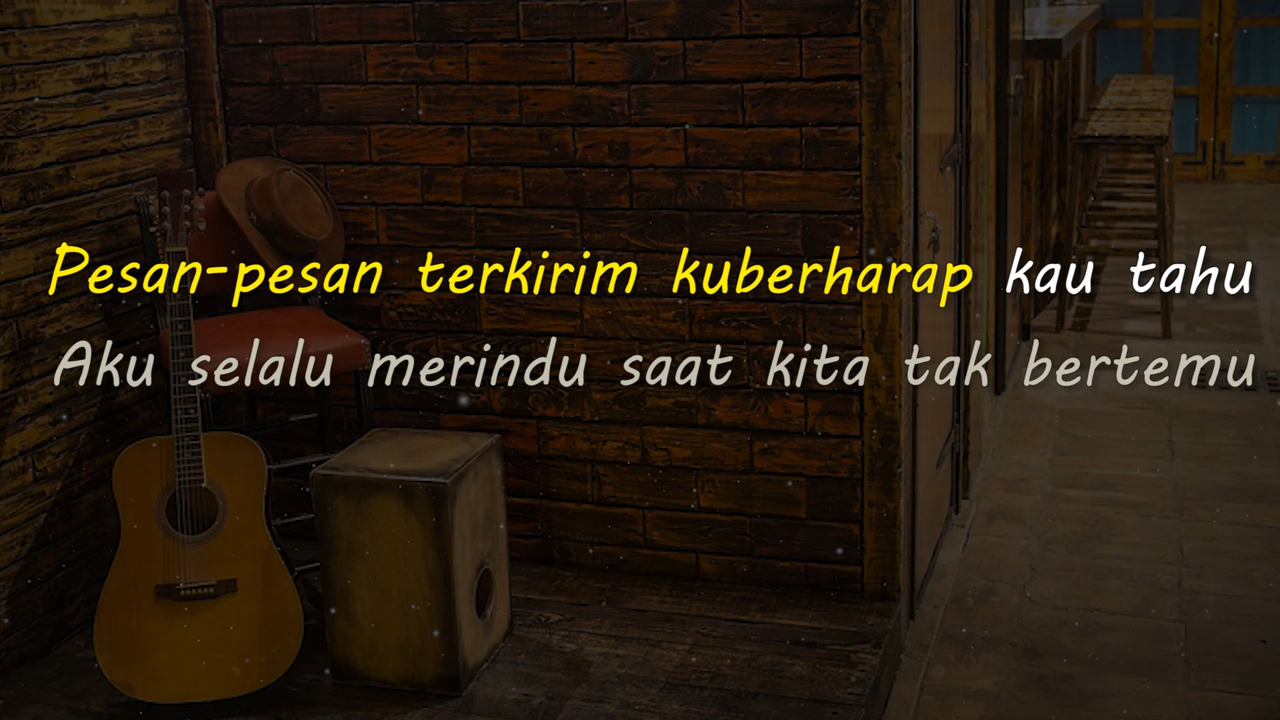 Pesan-pesan terkirim kuberharap kau tahu
Aku selalu merindu saat kita tak bertemu